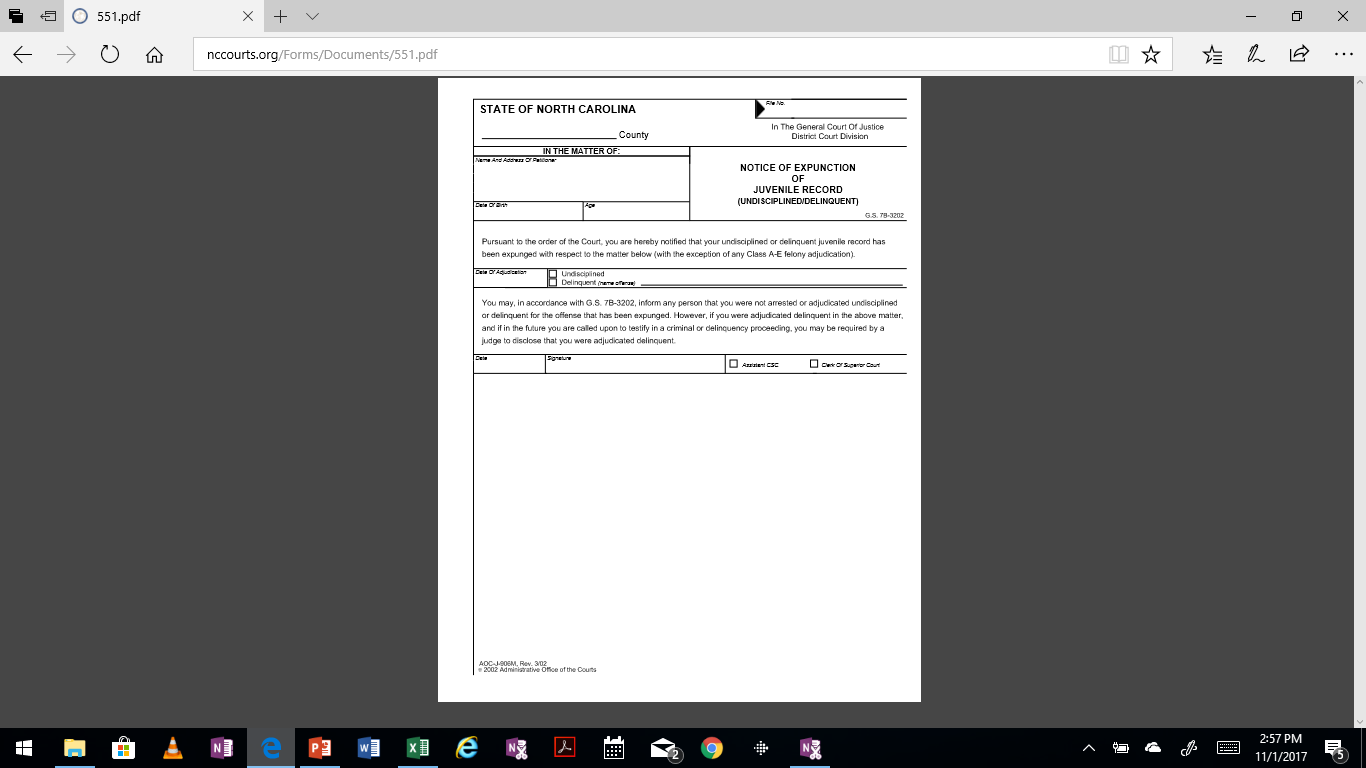 551.pdf
nccourts.org/Forms/Documents/551.pdf
STATE OF NORTH CAROLINA
File No.
County
In The General Court Of Justice
District Court Division
IN THE MATTER OF:
Name And Address Of Petitioner
NOTICE OF EXPUNCTION
OF
JUVENILE RECORD
(UNDISCIPLINED/DELINQUENT)
Date Of Birth
Age
G.S. 7B-3202
Pursuant to the order of the Court, you are hereby notified that your undisciplined or delinquent juvenile record has
been expunged with respect to the matter below (with the exception of any Class A-E felony adjudication).
Date Of Adjudication
Undisciplined
Delinquent (name offense)
You may, in accordance with G.S. 7B-3202, inform any person that you were not arrested or adjudicated undisciplined
or delinquent for the offense that has been expunged. However, if you were adjudicated delinquent in the above matter,
and if in the future you are called upon to testify in a criminal or delinquency proceeding, you may be required by a
judge to disclose that you were adjudicated delinquent.
Date
Signature
Assistant CSC
Clerk Of Superior Court
AOC-J-906M, Rev. 3/02
© 2002 Administrative Office of the Courts
2
2:57 PM
11/1/2017
5